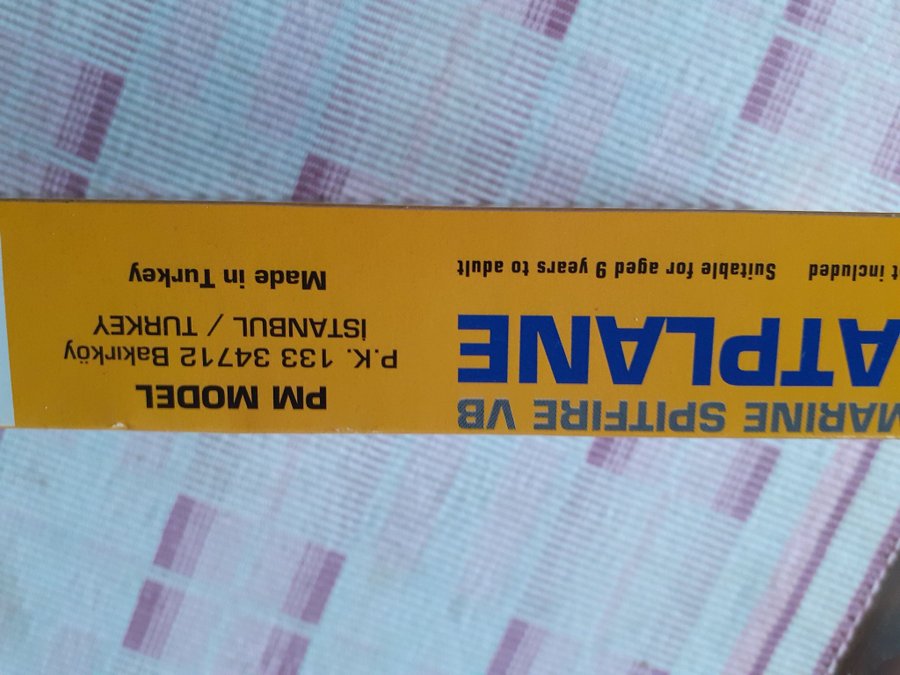 MARINE SPITFIRE VB
ATPLANE
t included Suitable for aged 9 years to adult
PM MODEL
P.K. 133 34712 Bakırköy
İSTANBUL / TURKEY
Made in Turkey